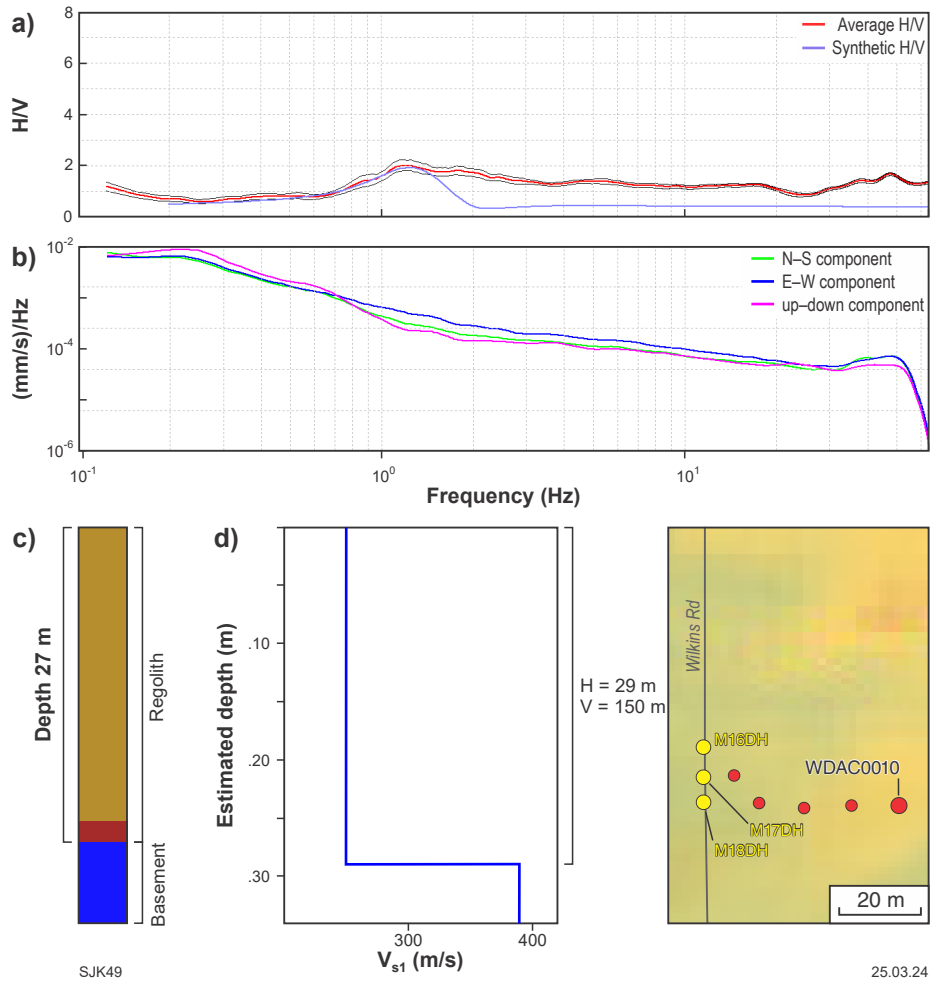 a)
8
6
4
2
0
H/V
Average H/V
Synthetic H/V
b)
10⁻²
10⁻⁴
10⁻⁶
(mm/s)/Hz
N–S component
E–W component
up–down component
10⁻¹
10⁰
10¹
Frequency (Hz)
c)
Depth 27 m
Regolith
Basement
d)
Estimated depth (m)
.10
.20
.30
300
400
Vs1 (m/s)
H = 29 m
V = 150 m
Wilkins Rd
M16DH
WDAC0010
M17DH
M18DH
20 m
SJK49
25.03.24